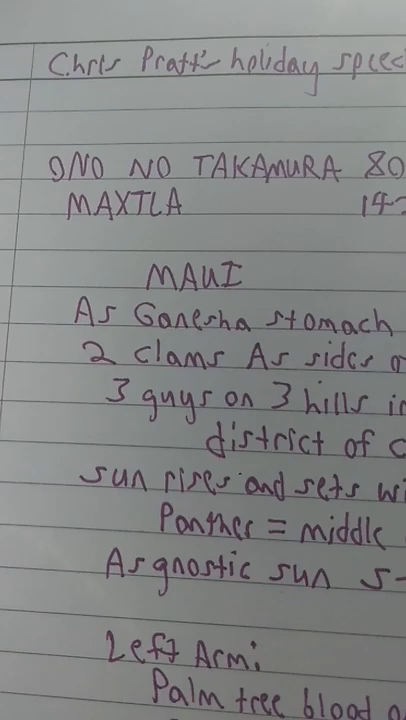 Chris Pratt's holiday
ONO NO TAKAMURA 80
MAXTLA 14
MAUI
As Ganesha stomach
2 clams As sides
3 guys on 3 hills
district of
sun rises and sets
Panther = middle
As gnostic sun
Left Arm:
Palm tree blood